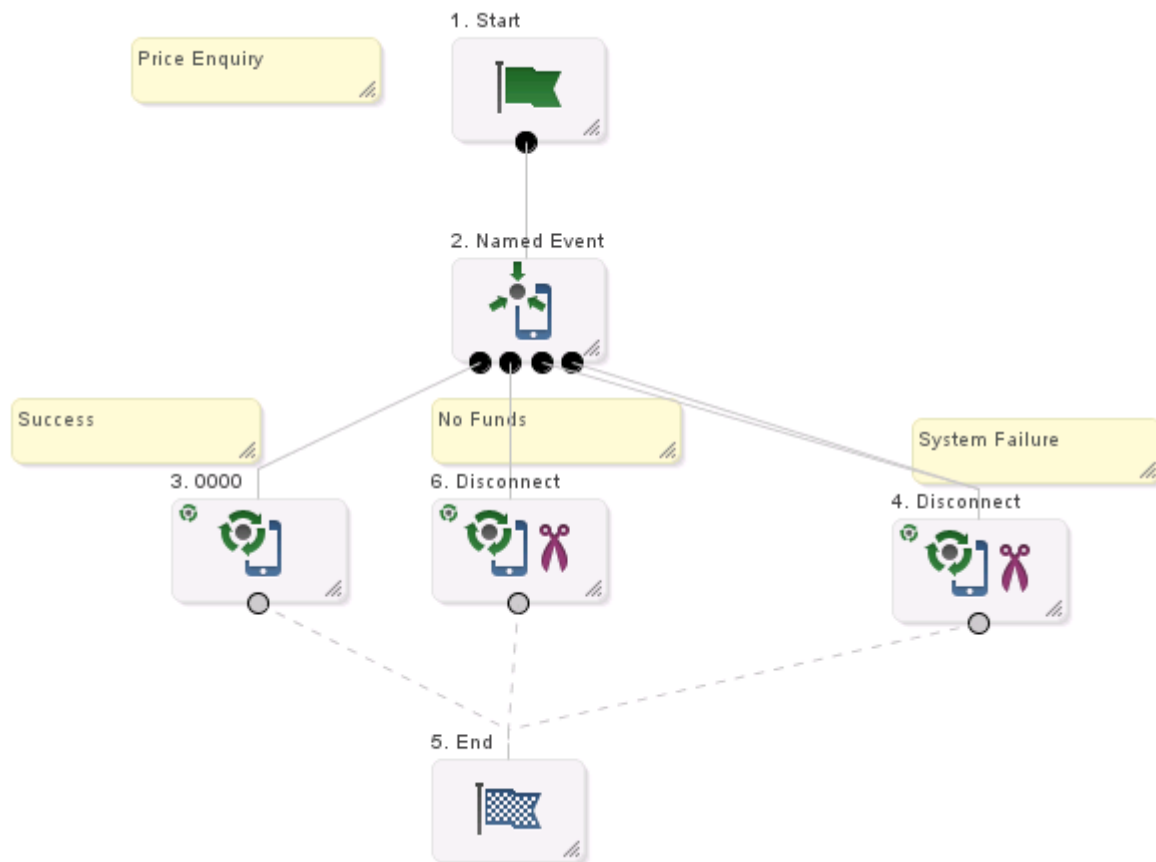 1. Start
Price Enquiry
2. Named Event
Success
No Funds
System Failure
3. 0000
6. Disconnect
4. Disconnect
5. End